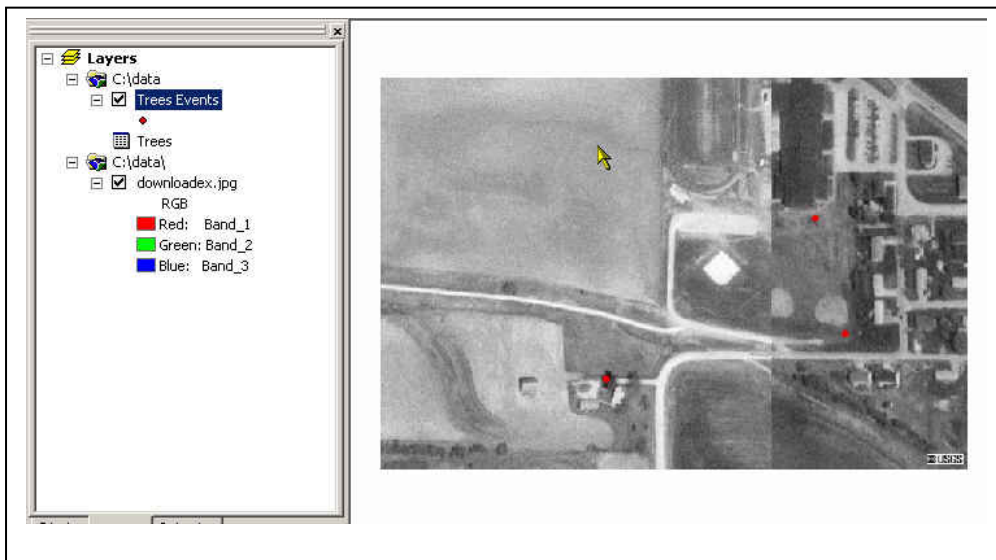 Layers
C:\data
Trees Events
Trees
C:\data\
downloadex.jpg
RGB
Red: Band_1
Green: Band_2
Blue: Band_3
USGS